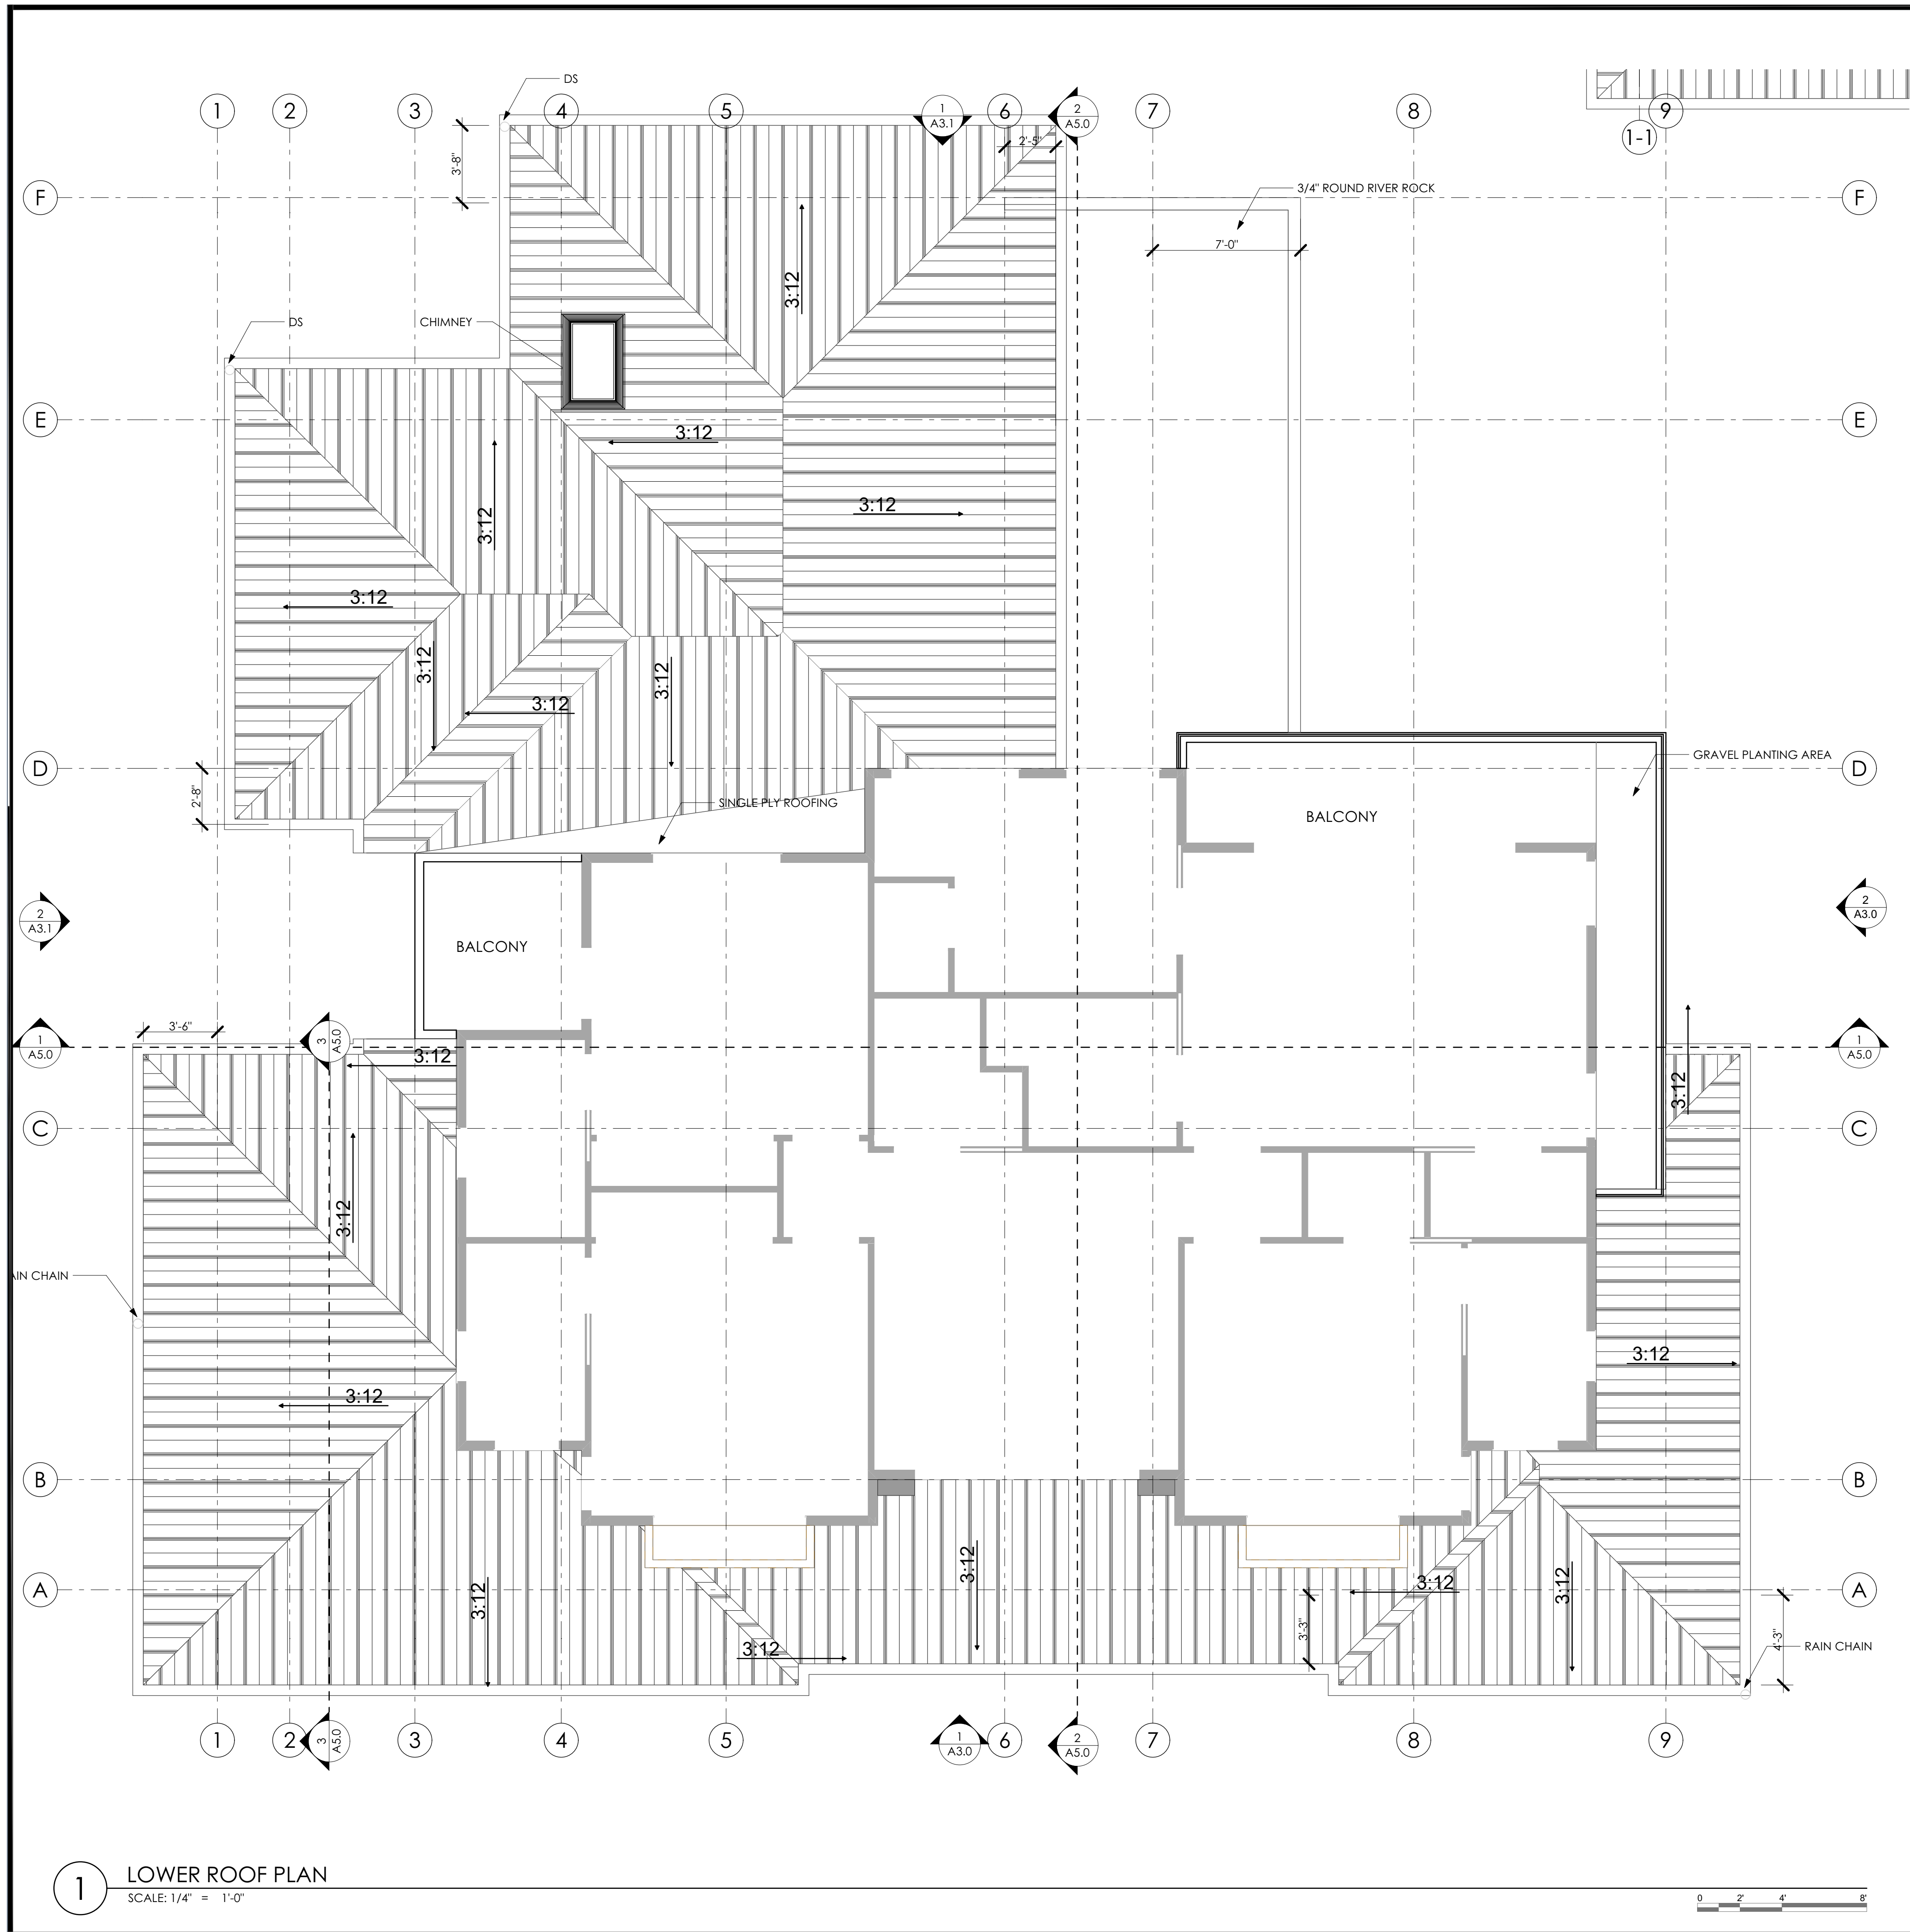 DS
1
2
3
4
5
1
A3.1
6
2
A5.0
7
8
9
1-1
2'-5"
3'-8"
3/4" ROUND RIVER ROCK
F
F
7'-0"
3:12
DS
CHIMNEY
E
E
3:12
3:12
3:12
3:12
3:12
3:12
3:12
GRAVEL PLANTING AREA
D
D
2'-8"
SINGLE PLY ROOFING
BALCONY
2
A3.1
2
A3.0
BALCONY
3'-6"
1
A5.0
3
A5.0
3:12
1
A5.0
3:12
C
C
3:12
AIN CHAIN
3:12
3:12
B
B
3:12
3:12
3:12
3:12
A
A
3'-3"
4'-3"
3:12
RAIN CHAIN
1
2
3
A5.0
3
4
5
1
A3.0
6
2
A5.0
7
8
9
1
LOWER ROOF PLAN
SCALE: 1/4" = 1'-0"
0 2' 4' 8'